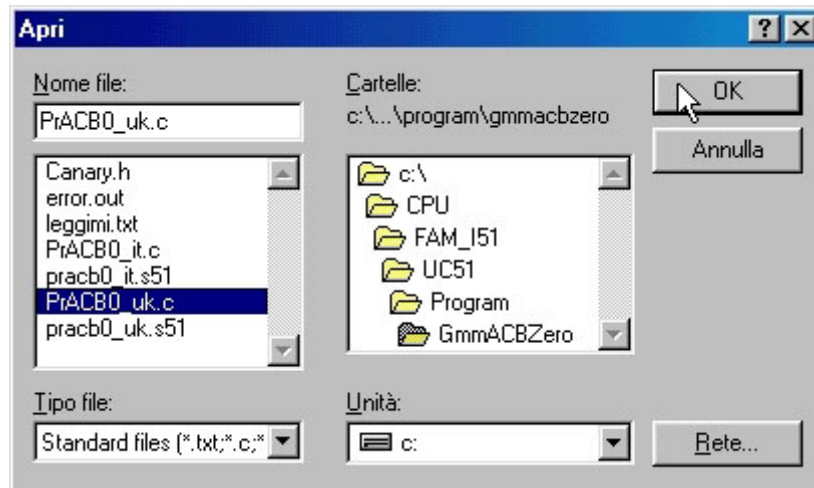 Apri
Nome file:
PrACB0_uk.c
Canary.h
error.out
leggimi.txt
PrACB0_it.c
pracb0_it.s51
PrACB0_uk.c
pracb0_uk.s51
Tipo file:
Standard files (*.txt;*.c;*
Cartelle:
c:\...\program\gmmacbzero
c:\
CPU
FAM_I51
UC51
Program
GmmACBZero
Unità:
c:
OK
Annulla
Rete...